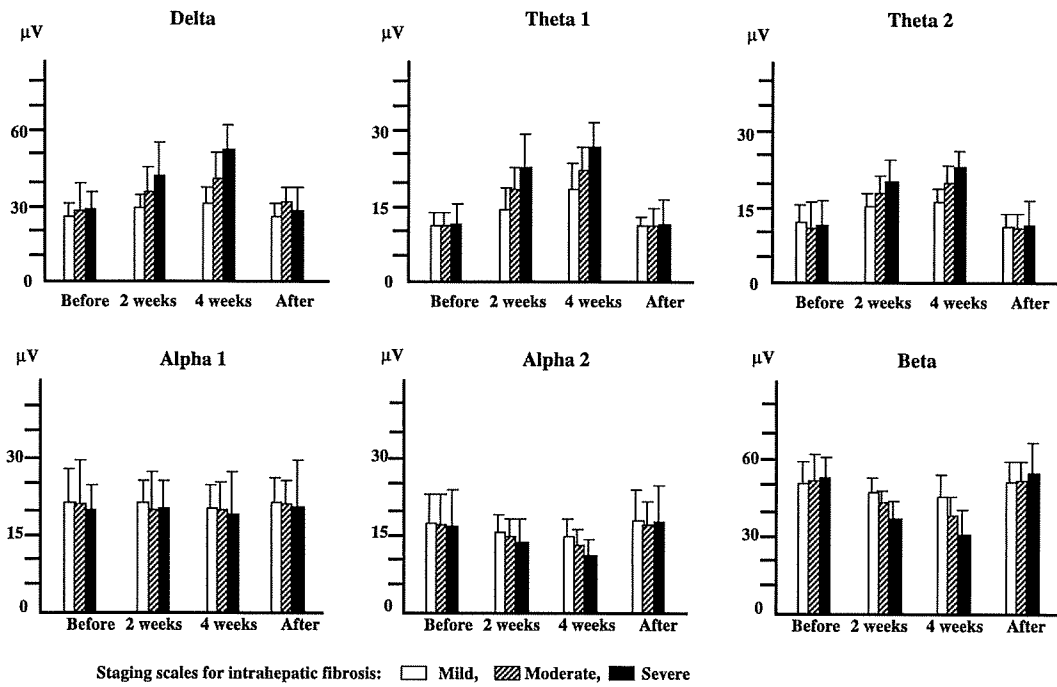 Delta
μV
60
30
0
Before 2 weeks 4 weeks After
Theta 1
μV
30
15
0
Before 2 weeks 4 weeks After
Theta 2
μV
30
15
0
Before 2 weeks 4 weeks After
Alpha 1
μV
30
15
0
Before 2 weeks 4 weeks After
Alpha 2
μV
30
15
0
Before 2 weeks 4 weeks After
Beta
μV
60
30
0
Before 2 weeks 4 weeks After
Staging scales for intrahepatic fibrosis: Mild, Moderate, Severe